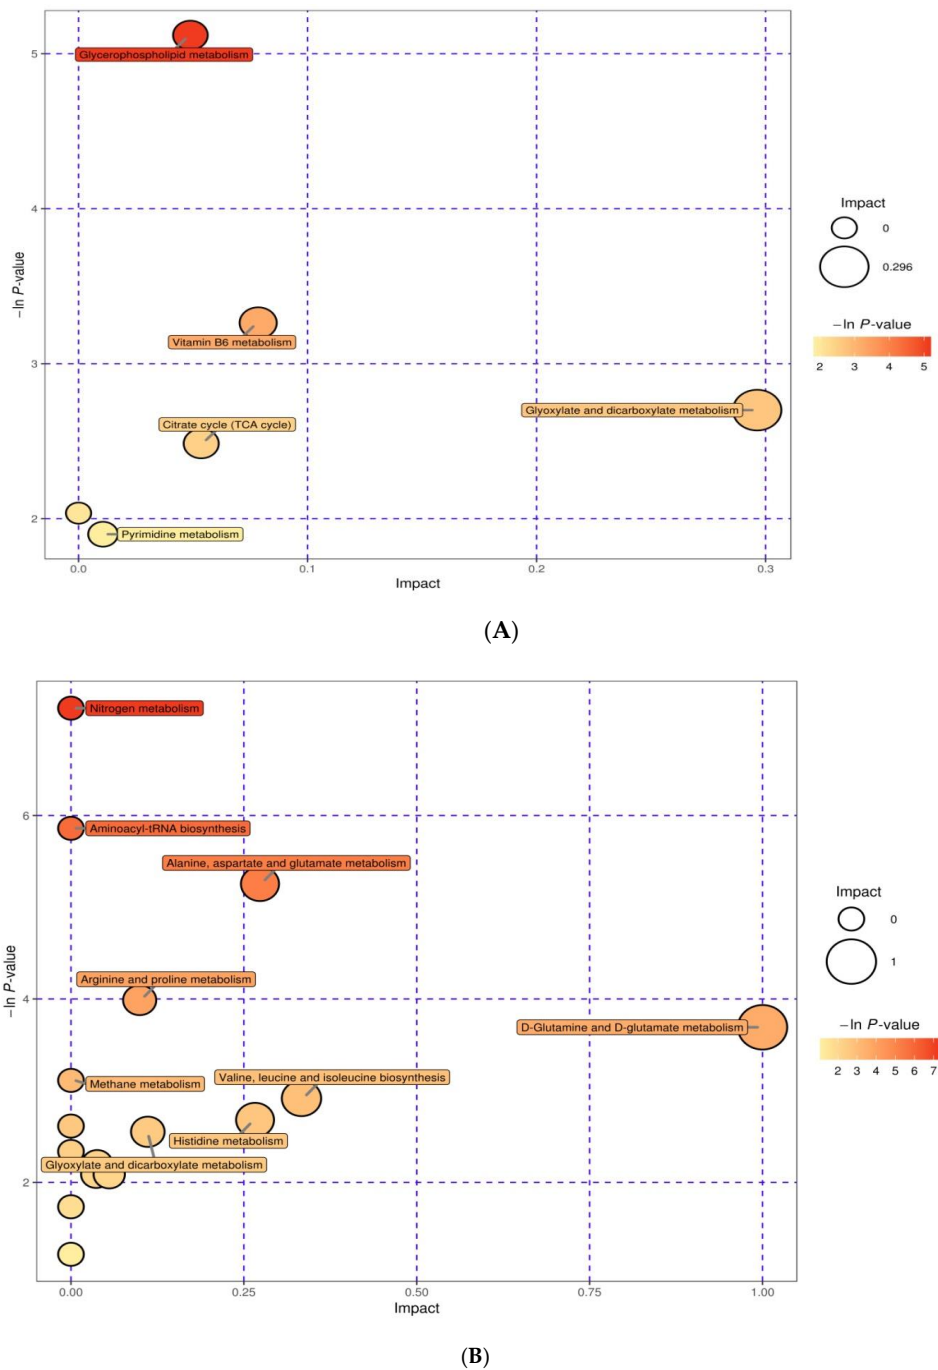 Glycerophospholipid metabolism
5
4
Impact
0
0.296
−ln P-value
Vitamin B6 metabolism
−ln P-value
2 3 4 5
3
Glyoxylate and dicarboxylate metabolism
Citrate cycle (TCA cycle)
2
Pyrimidine metabolism
0.0 0.1 0.2 0.3
Impact
(A)
Nitrogen metabolism
6
Aminoacyl-tRNA biosynthesis
Alanine, aspartate and glutamate metabolism
Impact
0
1
−ln P-value
Arginine and proline metabolism
4
D-Glutamine and D-glutamate metabolism
−ln P-value
2 3 4 5 6 7
Methane metabolism
Valine, leucine and isoleucine biosynthesis
Histidine metabolism
Glyoxylate and dicarboxylate metabolism
2
0.00 0.25 0.50 0.75 1.00
Impact
(B)